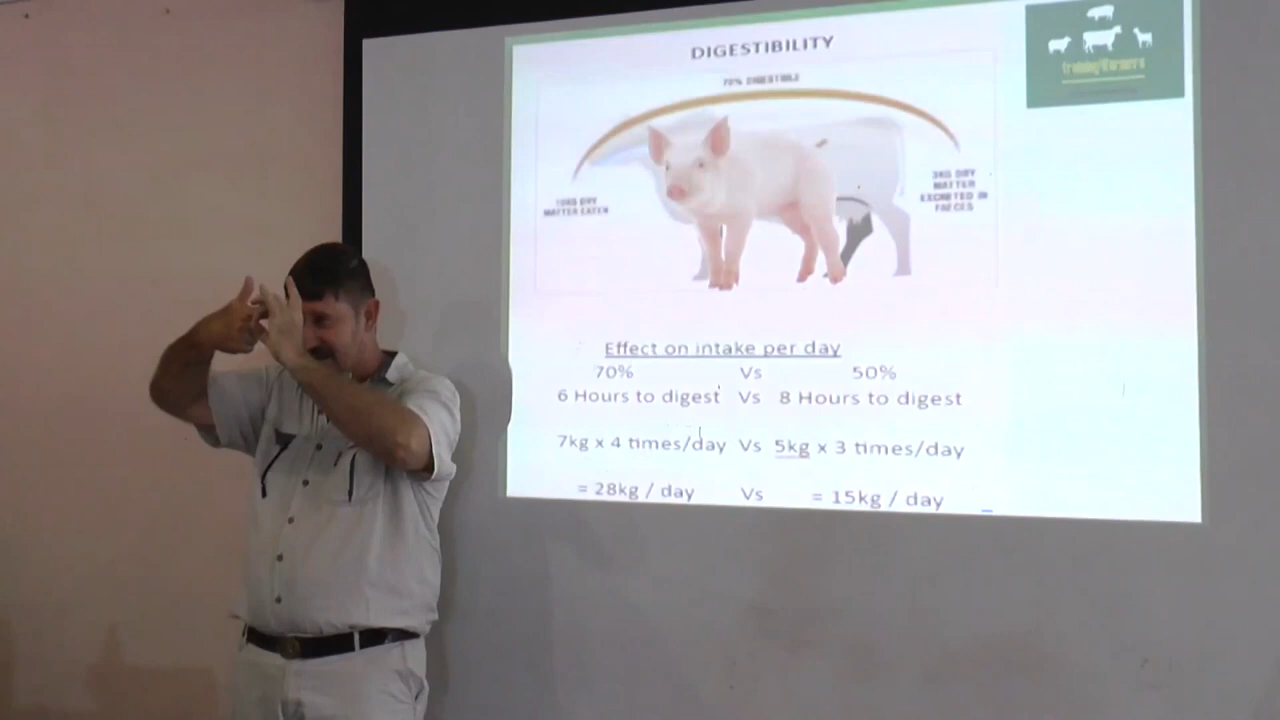 DIGESTIBILITY
70% DIGESTIBLE
10KG DRY
MATTER EATEN
3KG DRY
MATTER
EXCRETED IN
FAECES
Effect on intake per day
70% Vs 50%
6 Hours to digest Vs 8 Hours to digest
7kg x 4 times/day Vs 5kg x 3 times/day
= 28kg / day Vs = 15kg / day